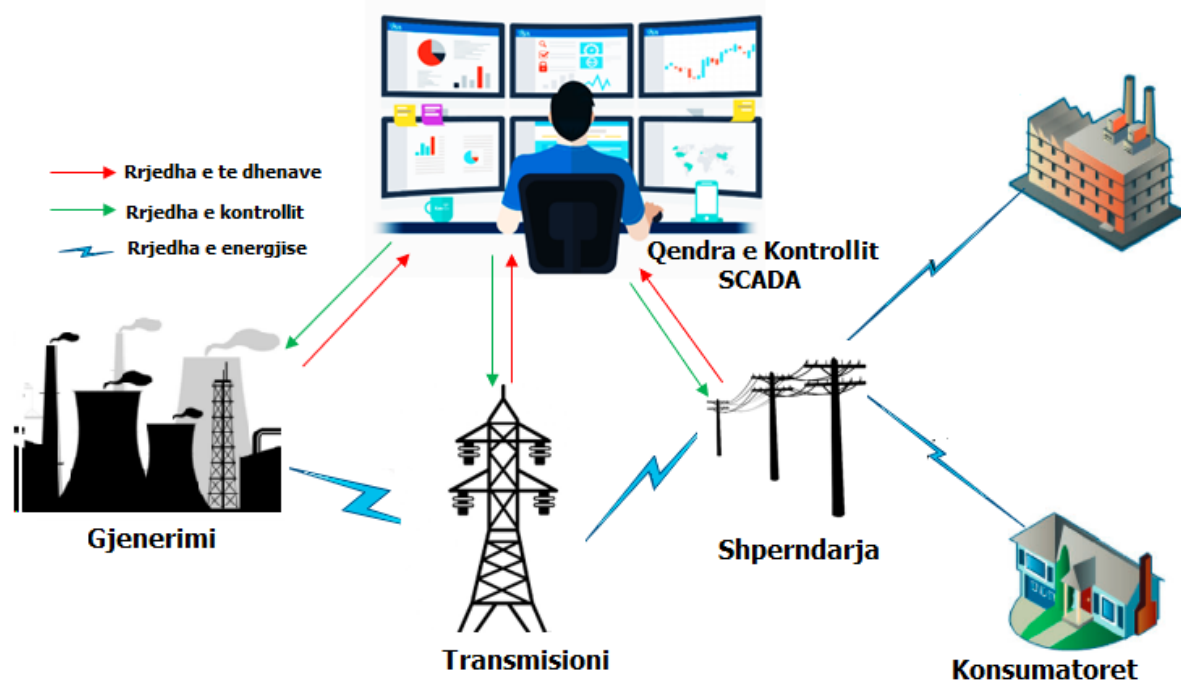 Rrjedha e te dhenave
Rrjedha e kontrollit
Rrjedha e energjise
Qendra e Kontrollit
SCADA
Gjenerimi
Shperndarja
Transmisioni
Konsumatoret